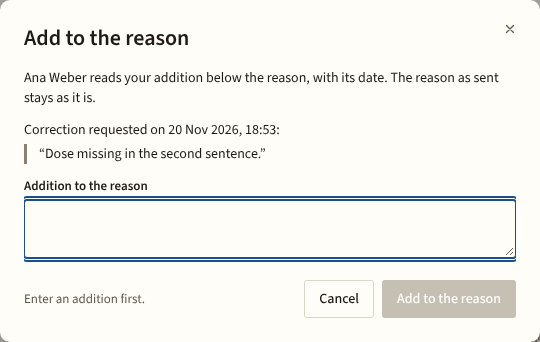 Add to the reason
×
Ana Weber reads your addition below the reason, with its date. The reason as sent
stays as it is.
Correction requested on 20 Nov 2026, 18:53:
“Dose missing in the second sentence.”
Addition to the reason
Enter an addition first.
Cancel
Add to the reason